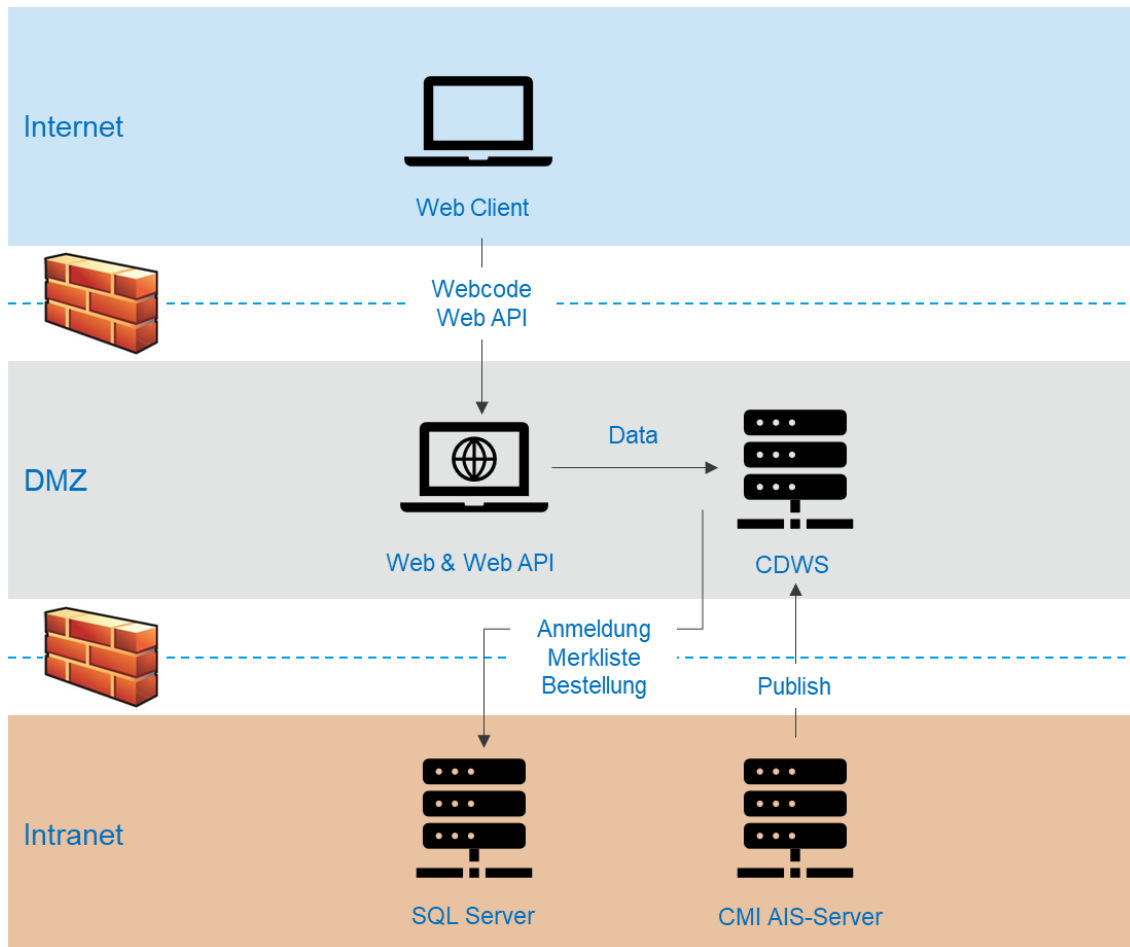 Internet
Web Client
Webcode
Web API
Data
DMZ
Web & Web API
CDWS
Anmeldung
Merkliste
Bestellung
Publish
Intranet
SQL Server
CMI AIS-Server